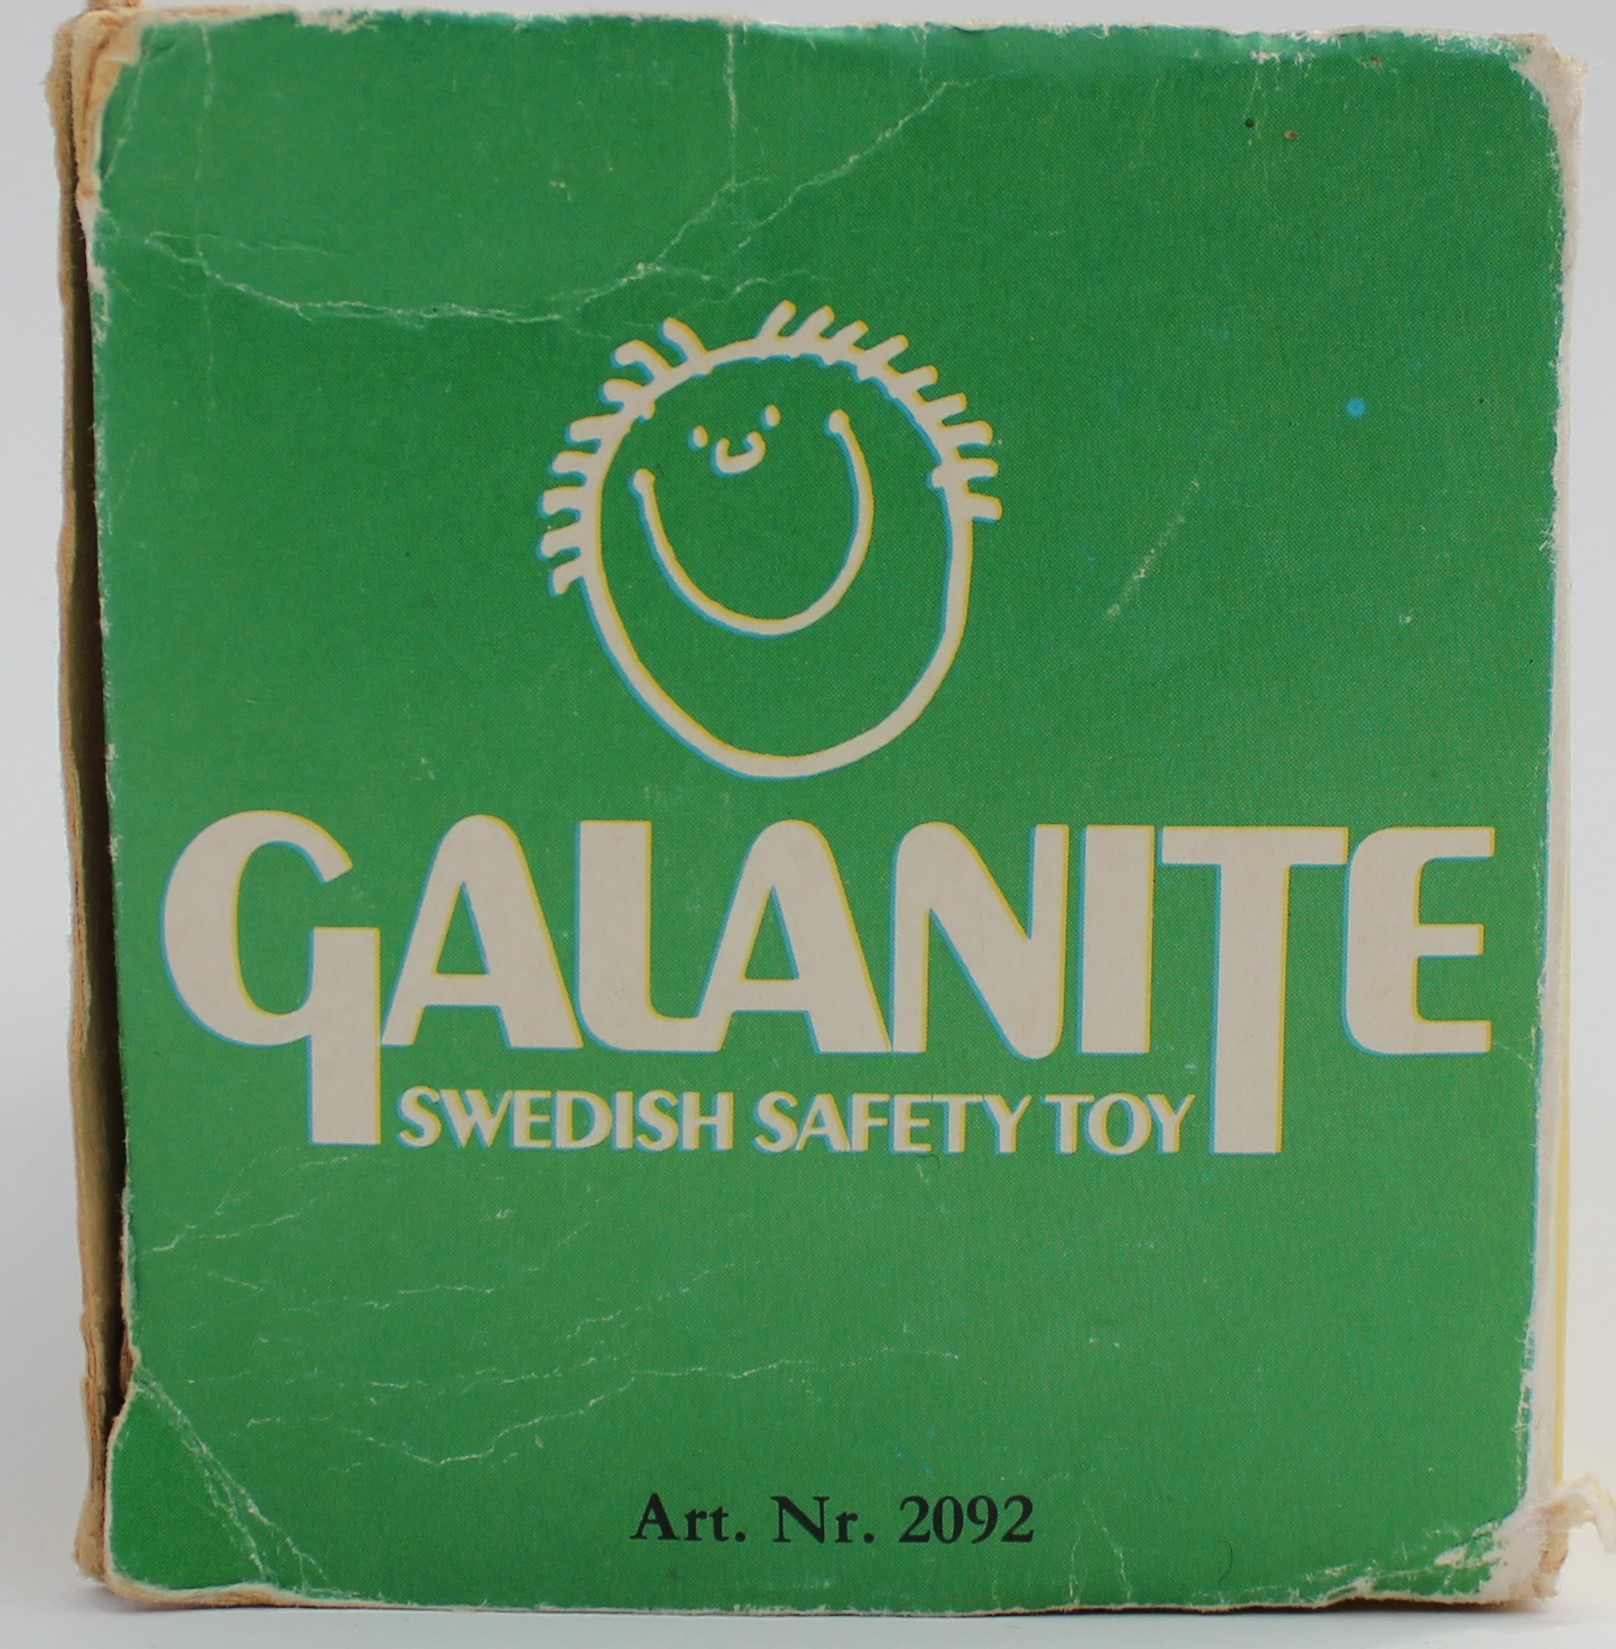 GALANITE
SWEDISH SAFETY TOY
Art. Nr. 2092